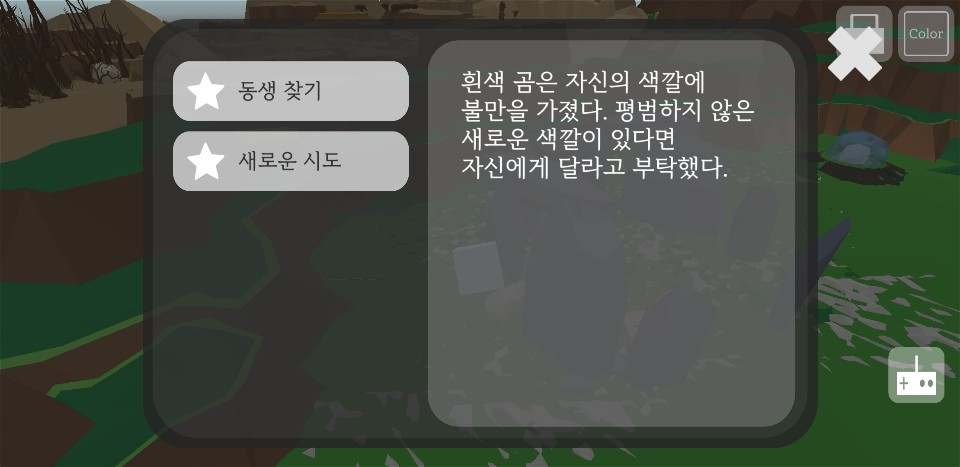 Color
동생 찾기
새로운 시도
흰색 곰은 자신의 색깔에
불만을 가졌다. 평범하지 않은
새로운 색깔이 있다면
자신에게 달라고 부탁했다.